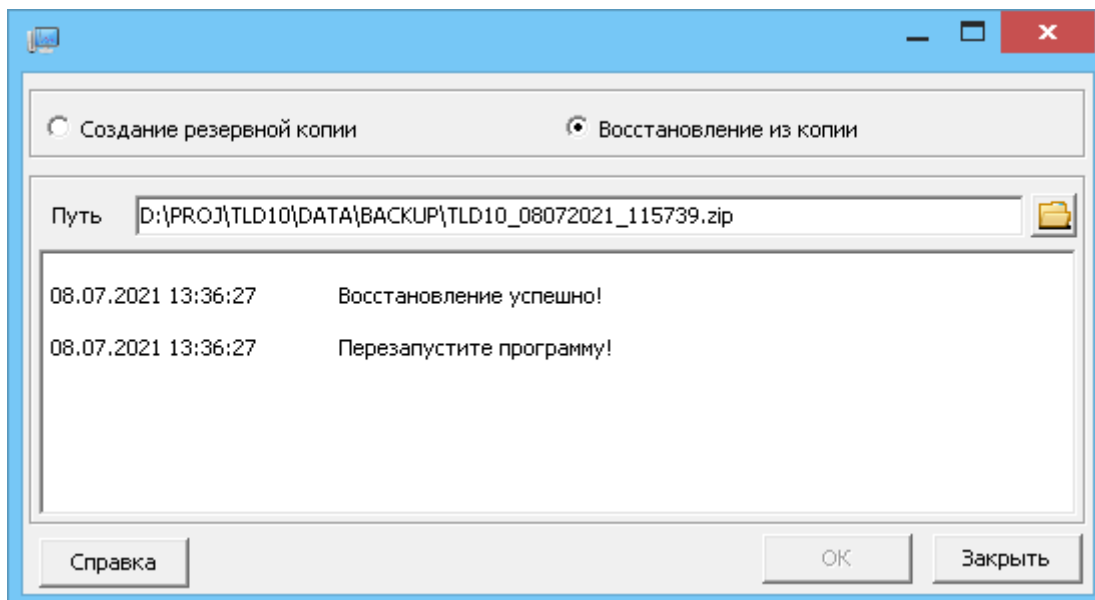 Создание резервной копии Восстановление из копии
Путь D:\PROJ\TLD10\DATA\BACKUP\TLD10_08072021_115739.zip
08.07.2021 13:36:27 Восстановление успешно!
08.07.2021 13:36:27 Перезапустите программу!
Справка ОК Закрыть